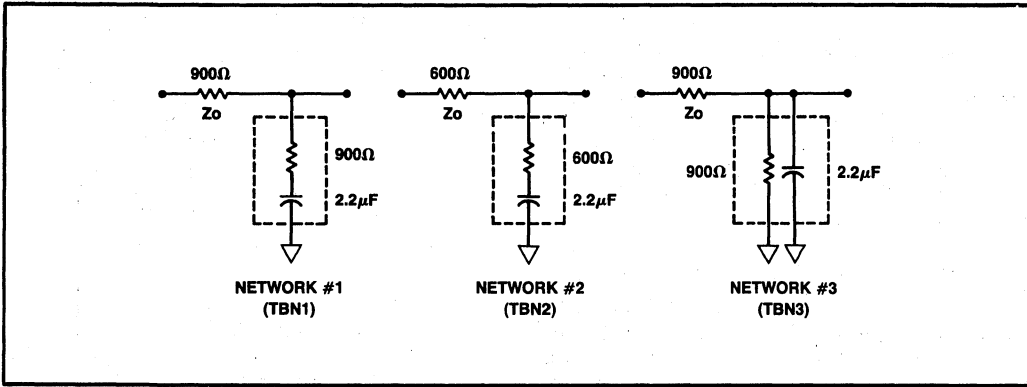 900Ω
Zo
900Ω
2.2μF
NETWORK #1
(TBN1)
600Ω
Zo
600Ω
2.2μF
NETWORK #2
(TBN2)
900Ω
Zo
900Ω
2.2μF
NETWORK #3
(TBN3)